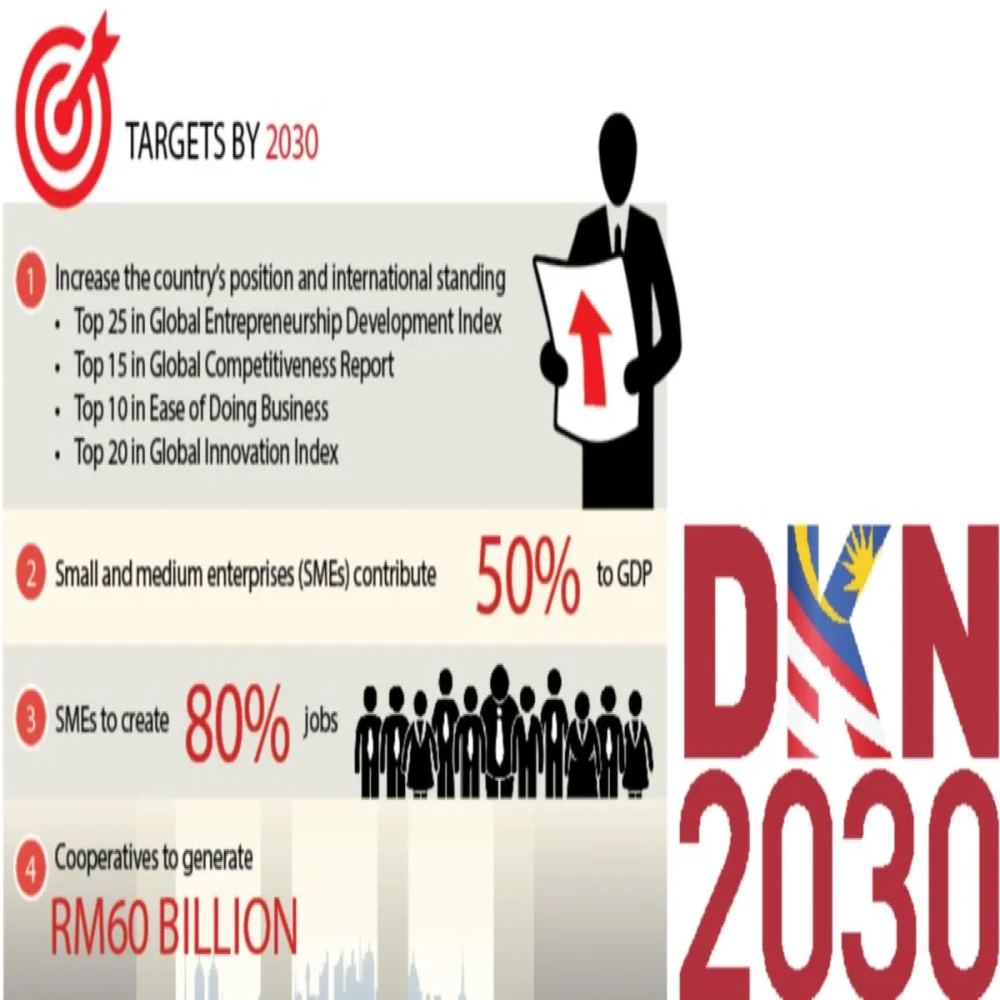 TARGETS BY 2030
1 Increase the country's position and international standing
• Top 25 in Global Entrepreneurship Development Index
• Top 15 in Global Competitiveness Report
• Top 10 in Ease of Doing Business
• Top 20 in Global Innovation Index
2 Small and medium enterprises (SMEs) contribute 50% to GDP
3 SMEs to create 80% jobs
4 Cooperatives to generate
RM60 BILLION
DKN
2030